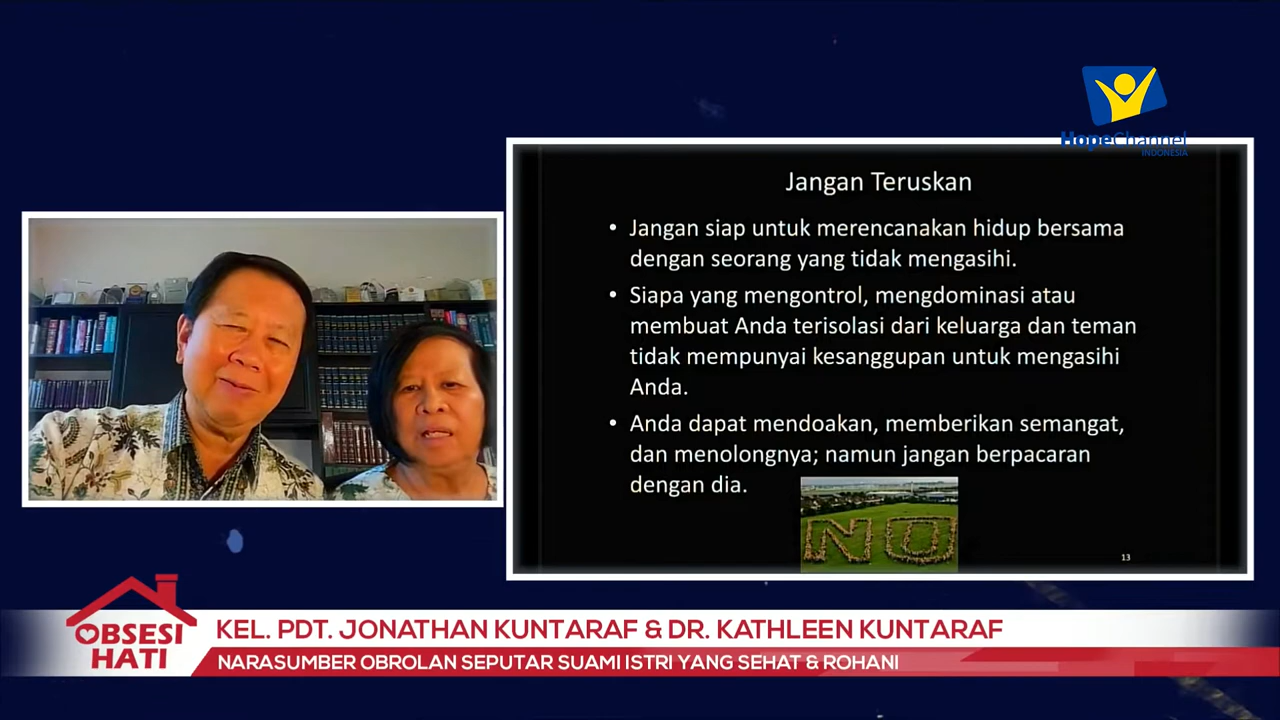 HopeChannel
INDONESIA
Jangan Teruskan
• Jangan siap untuk merencanakan hidup bersama
dengan seorang yang tidak mengasihi.
• Siapa yang mengontrol, mengdominasi atau
membuat Anda terisolasi dari keluarga dan teman
tidak mempunyai kesanggupan untuk mengasihi
Anda.
• Anda dapat mendoakan, memberikan semangat,
dan menolongnya; namun jangan berpacaran
dengan dia.
NO
13
OBSESI
HATI
KEL. PDT. JONATHAN KUNTARAF & DR. KATHLEEN KUNTARAF
NARASUMBER OBROLAN SEPUTAR SUAMI ISTRI YANG SEHAT & ROHANI